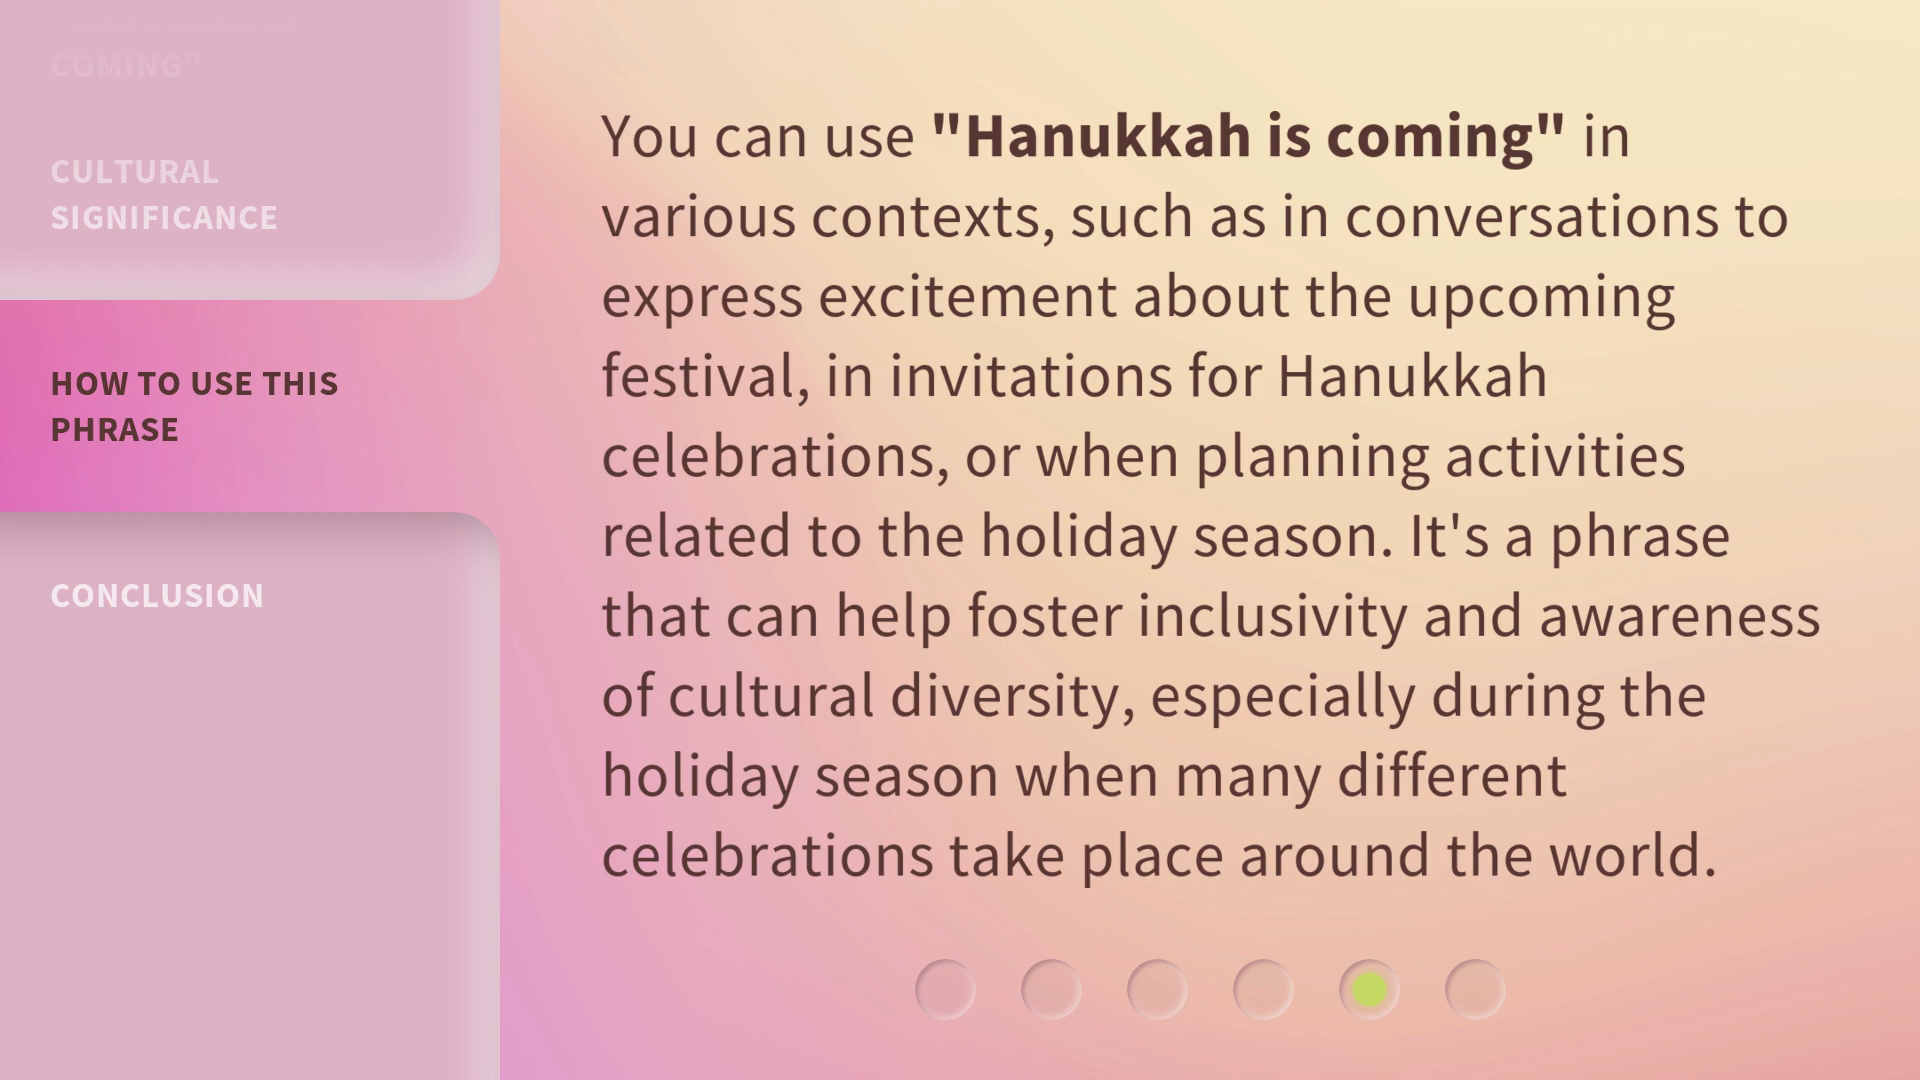 COMING"
CULTURAL
SIGNIFICANCE
HOW TO USE THIS
PHRASE
CONCLUSION
You can use "Hanukkah is coming" in
various contexts, such as in conversations to
express excitement about the upcoming
festival, in invitations for Hanukkah
celebrations, or when planning activities
related to the holiday season. It's a phrase
that can help foster inclusivity and awareness
of cultural diversity, especially during the
holiday season when many different
celebrations take place around the world.